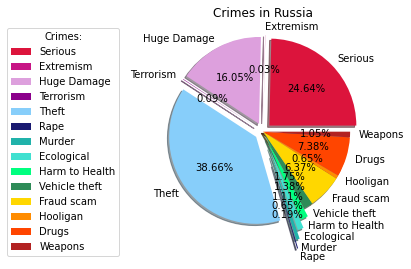 Crimes in Russia
Crimes:
Serious
Extremism
Huge Damage
Terrorism
Theft
Rape
Murder
Ecological
Harm to Health
Vehicle theft
Fraud scam
Hooligan
Drugs
Weapons
Extremism
Huge Damage
Serious
Terrorism
Theft
Weapons
Drugs
Hooligan
Fraud scam
Vehicle theft
Harm to Health
Ecological
Murder
Rape
0.03%
16.05%
24.64%
0.09%
38.66%
1.05%
7.38%
0.65%
6.37%
1.75%
1.38%
1.11%
0.65%
0.19%